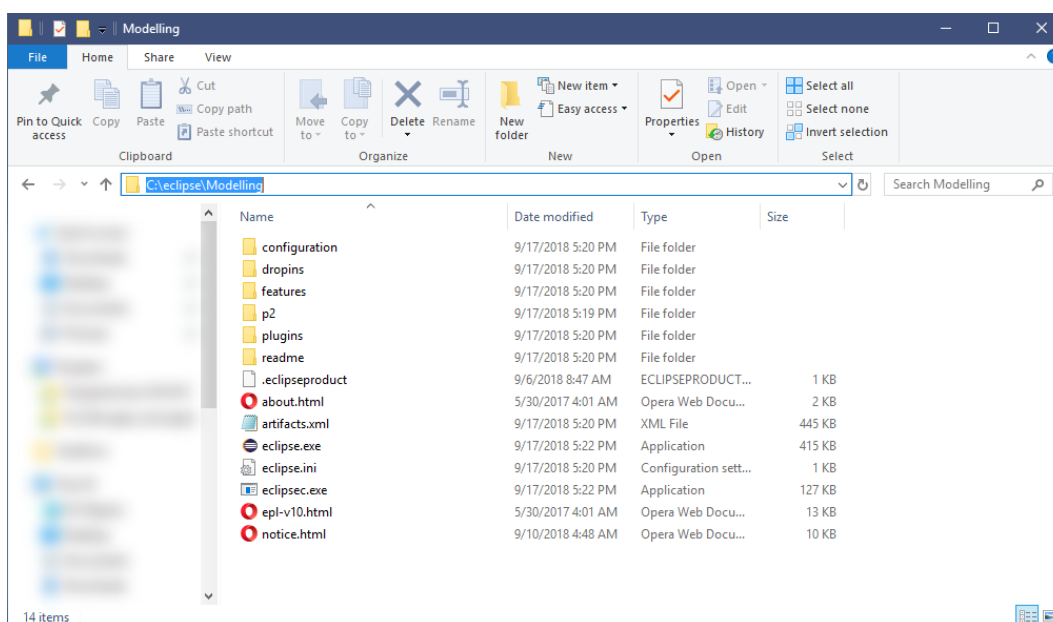 Modelling
File Home Share View
Pin to Quick access
Copy
Paste
Cut
Copy path
Paste shortcut
Clipboard
Move to
Copy to
Delete
Rename
Organize
New folder
New item
Easy access
New
Properties
Open
Edit
History
Open
Select all
Select none
Invert selection
Select
C:\eclipse\Modelling
Search Modelling
Name Date modified Type Size
configuration 9/17/2018 5:20 PM File folder
dropins 9/17/2018 5:20 PM File folder
features 9/17/2018 5:20 PM File folder
p2 9/17/2018 5:19 PM File folder
plugins 9/17/2018 5:20 PM File folder
readme 9/17/2018 5:20 PM File folder
.eclipseproduct 9/6/2018 8:47 AM ECLIPSEPRODUCT... 1 KB
about.html 5/30/2017 4:01 AM Opera Web Docu... 2 KB
artifacts.xml 9/17/2018 5:20 PM XML File 445 KB
eclipse.exe 9/17/2018 5:22 PM Application 415 KB
eclipse.ini 9/17/2018 5:20 PM Configuration sett... 1 KB
eclipsec.exe 9/17/2018 5:22 PM Application 127 KB
epl-v10.html 5/30/2017 4:01 AM Opera Web Docu... 13 KB
notice.html 9/10/2018 4:48 AM Opera Web Docu... 10 KB
14 items